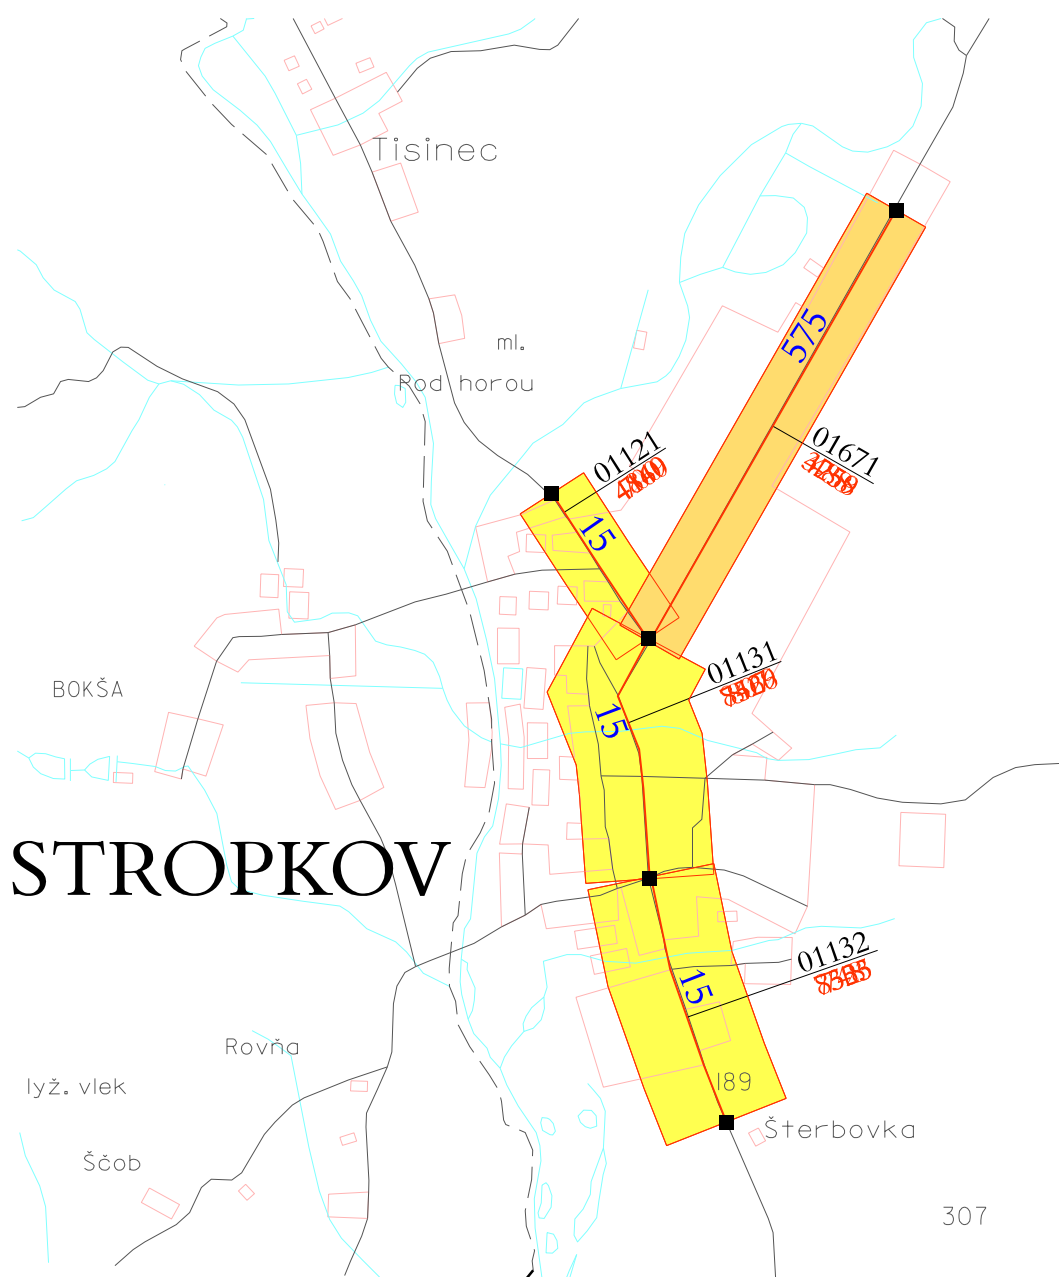 Tisinec
ml.
Pod horou
575
01121
01671
15
01131
BOKŠA
15
STROPKOV
01132
15
Rovňa
lyž. vlek
189
Šterbovka
Ščob
307